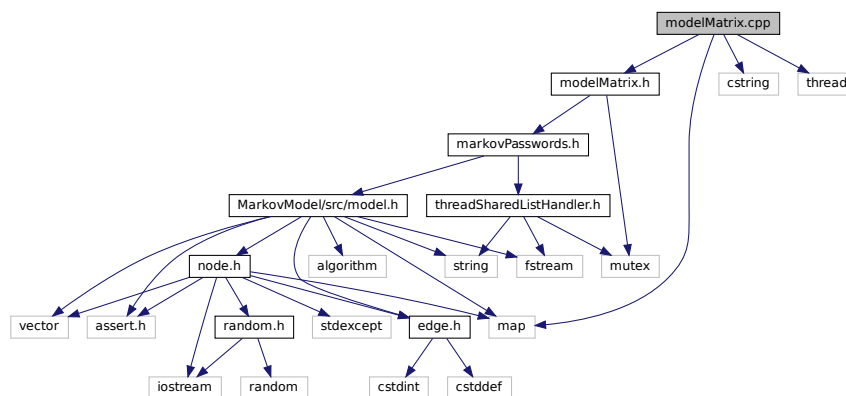 modelMatrix.cpp
modelMatrix.h
cstring
thread
markovPasswords.h
MarkovModel/src/model.h
threadSharedListHandler.h
node.h
algorithm
string
fstream
mutex
vector
assert.h
random.h
stdexcept
edge.h
map
iostream
random
cstdint
cstddef